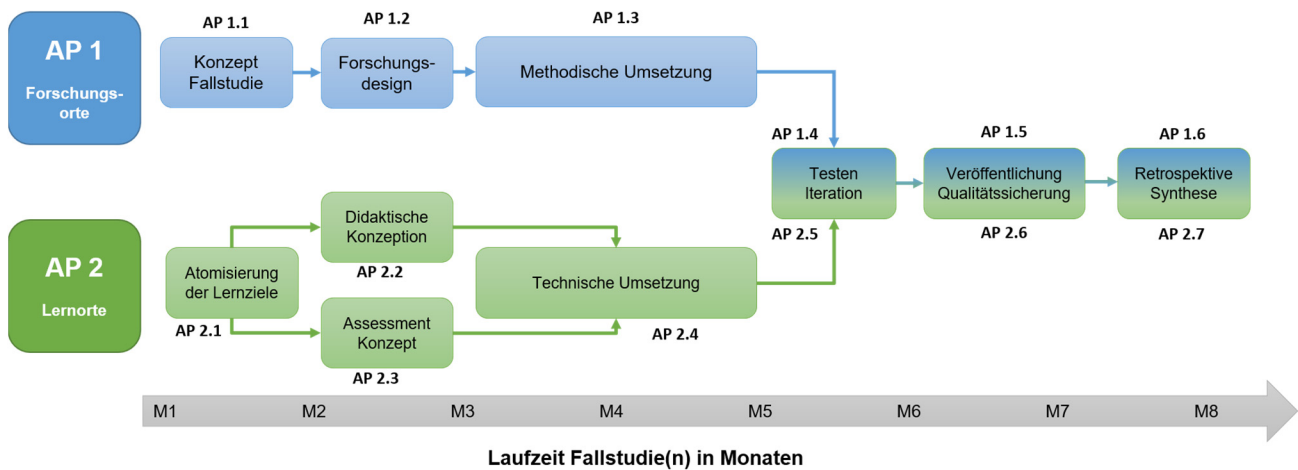 AP 1
Forschungs-
orte
AP 1.1
Konzept
Fallstudie
AP 1.2
Forschungs-
design
AP 1.3
Methodische Umsetzung
AP 1.4
Testen
Iteration
AP 2.5
AP 1.5
Veröffentlichung
Qualitätssicherung
AP 2.6
AP 1.6
Retrospektive
Synthese
AP 2.7
AP 2
Lernorte
Atomisierung
der Lernziele
AP 2.1
Didaktische
Konzeption
AP 2.2
Assessment
Konzept
AP 2.3
Technische Umsetzung
AP 2.4
M1 M2 M3 M4 M5 M6 M7 M8
Laufzeit Fallstudie(n) in Monaten